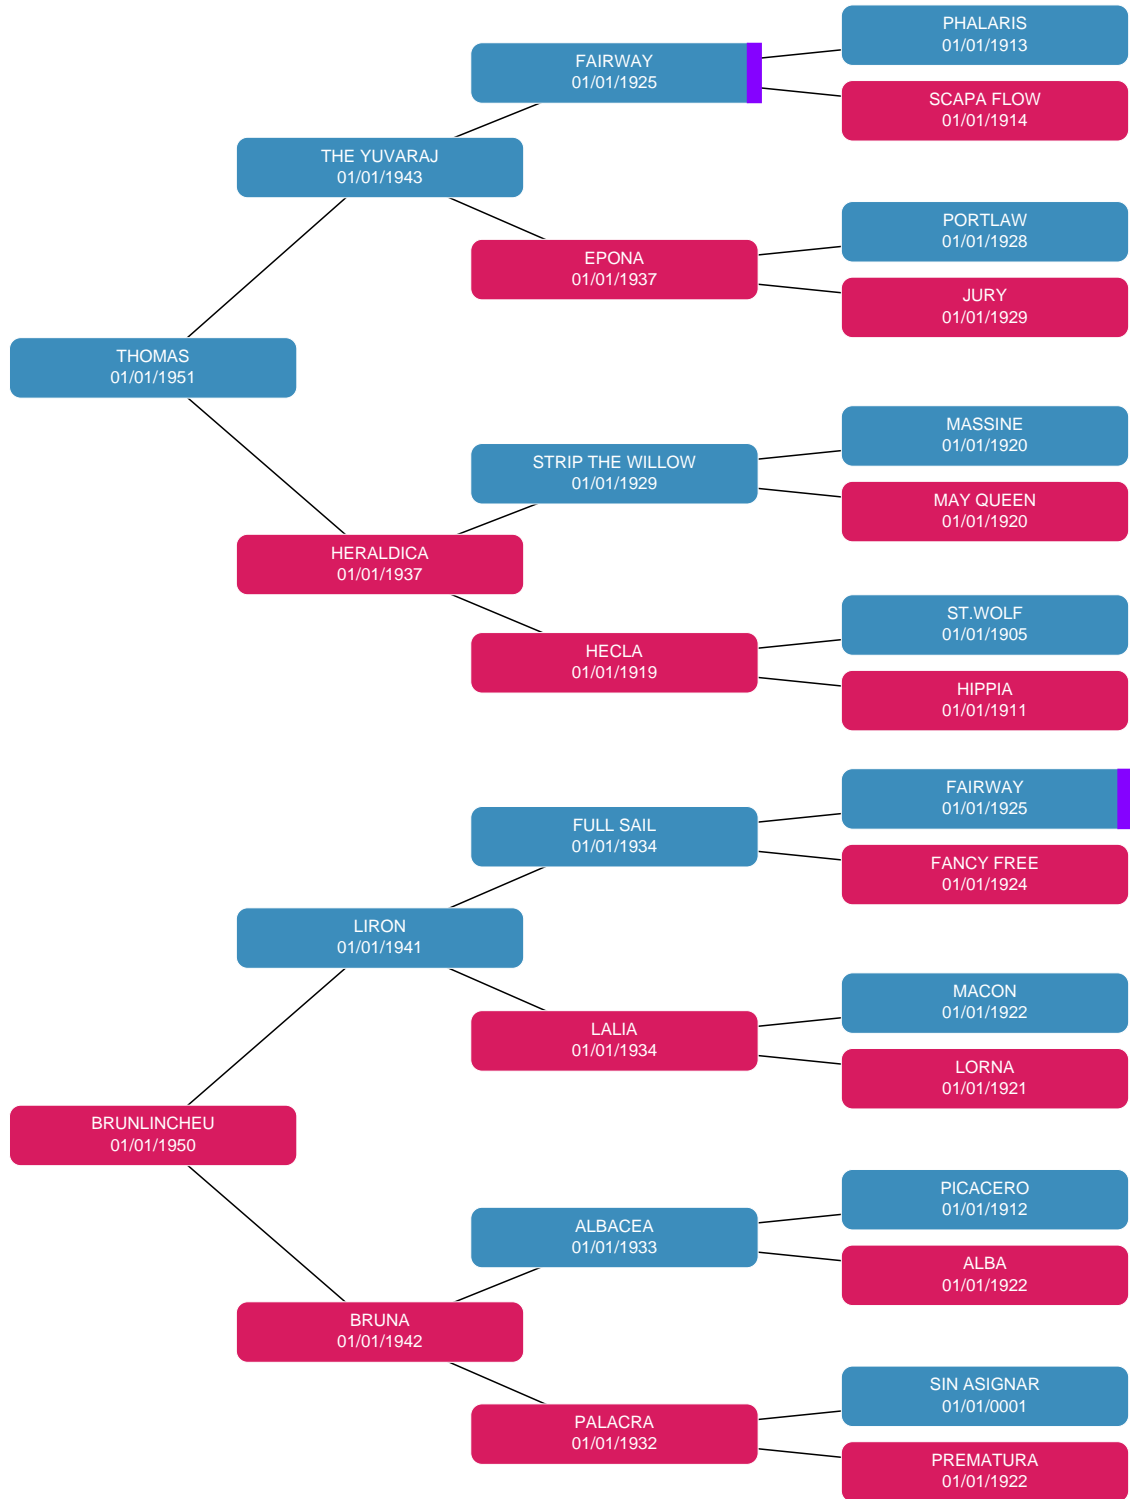 PHALARIS
01/01/1913
FAIRWAY
01/01/1925
SCAPA FLOW
01/01/1914
THE YUVARAJ
01/01/1943
PORTLAW
01/01/1928
EPONA
01/01/1937
JURY
01/01/1929
THOMAS
01/01/1951
MASSINE
01/01/1920
STRIP THE WILLOW
01/01/1929
MAY QUEEN
01/01/1920
HERALDICA
01/01/1937
ST.WOLF
01/01/1905
HECLA
01/01/1919
HIPPIA
01/01/1911
FAIRWAY
01/01/1925
FULL SAIL
01/01/1934
FANCY FREE
01/01/1924
LIRON
01/01/1941
MACON
01/01/1922
LALIA
01/01/1934
LORNA
01/01/1921
BRUNLINCHEU
01/01/1950
PICACERO
01/01/1912
ALBACEA
01/01/1933
ALBA
01/01/1922
BRUNA
01/01/1942
SIN ASIGNAR
01/01/0001
PALACRA
01/01/1932
PREMATURA
01/01/1922